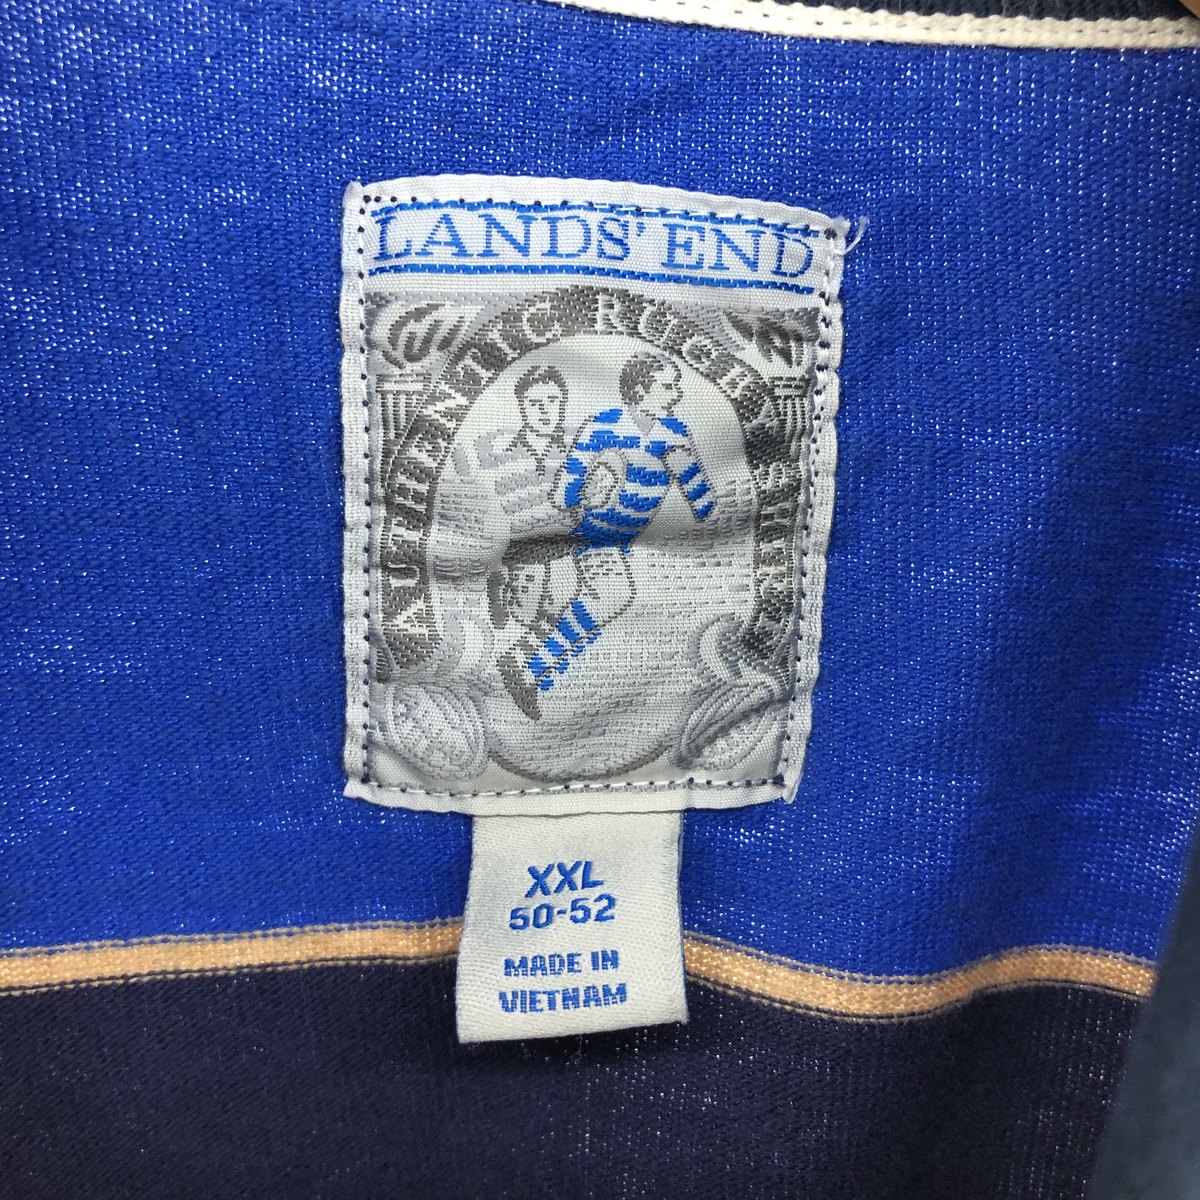 LANDS' END
AUTHENTIC RUGBY SHIRT
XXL
50-52
MADE IN
VIETNAM